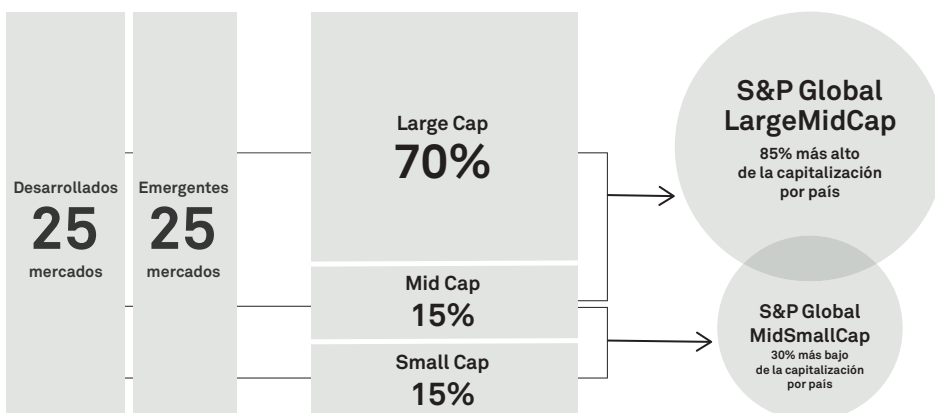 Desarrollados
25
mercados
Emergentes
25
mercados
Large Cap
70%
Mid Cap
15%
Small Cap
15%
S&P Global
LargeMidCap
85% más alto
de la capitalización
por país
S&P Global
MidSmallCap
30% más bajo
de la capitalización
por país